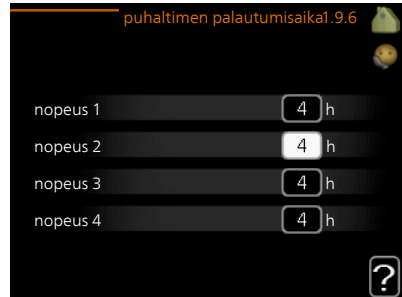 puhaltimen palautumisaika1.9.6
nopeus 1 4 h
nopeus 2 4 h
nopeus 3 4 h
nopeus 4 4 h
?